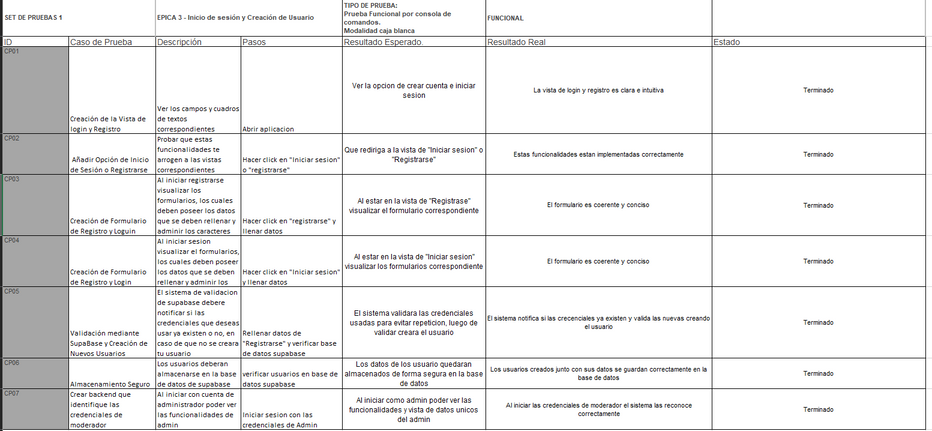 SET DE PRUEBAS 1
EPICA 3 - Inicio de sesión y Creación de Usuario
TIPO DE PRUEBA:
Prueba Funcional por consola de
comandos.
Modalidad caja blanca
FUNCIONAL
ID
Caso de Prueba
Descripción
Pasos
Resultado Esperado.
Resultado Real
Estado
CP01
Creación de la Vista de
login y Registro
Ver los campos y cuadros
de textos
correspondientes
Abrir aplicacion
Ver la opcion de crear cuenta e iniciar
sesion
La vista de login y registro es clara e intuitiva
Terminado
CP02
Añadir Opción de Inicio
de Sesión o Registrarse
Probar que estas
funcionalidades te
arrogen a las vistas
correspondientes
Hacer click en "Iniciar sesion"
o "registrarse"
Que rediriga a la vista de "Iniciar sesion" o
"Registrarse"
Estas funcionalidades estan implementadas correctamente
Terminado
CP03
Creación de Formulario
de Registro y Loguin
Al iniciar registrarse
visualizar los
formularios, los cuales
deben poseer los datos
que se deben rellenar y
adminir los caracteres
Hacer click en "registrarse" y
llenar datos
Al estar en la vista de "Registrase"
visualizar el formulario correspondiente
El formulario es coerente y conciso
Terminado
CP04
Creación de Formulario
de Registro y Login
Al iniciar sesion
visualizar el formularios,
los cuales deben poseer
los datos que se deben
rellenar y adminir los
Hacer click en "Iniciar sesion"
y llenar datos
Al estar en la vista de "Iniciar sesion"
visualizar los formularios correspondiente
El formulario es coerente y conciso
Terminado
CP05
Validación mediante
SupaBase y Creación de
Nuevos Usuarios
El sistema de validacion
de supabase debere
notificar si las
credenciales que deseas
usar ya existen o no, en
caso de que no se creara
tu usuario
Rellenar datos de
"Registrarse" y verificar base
de datos supabase
El sistema validara las credenciales
usadas para evitar repeticion, luego de
validar creara el usuario
El sistema notifica si las crecenciales ya existen y valida las nuevas creando
el usuario
Terminado
CP06
Almacenamiento Seguro
Los usuarios deberan
almacenarse en la base
de datos de supabase
verificar usuarios en base de
datos supabase
Los datos de los usuario quedaran
almacenados de forma segura en la base
de datos
Los usuarios creados junto con sus datos se guardan correctamente en la
base de datos
Terminado
CP07
Crear backend que
identifique las
credenciales de
moderador
Al iniciar con cuenta de
administrador poder ver
las funcionalidades de
admin
Iniciar sesion con las
credenciales de Admin
Al iniciar como admin poder ver las
funcionalidades y vista de datos unicos
del admin
Al iniciar las credenciales de moderador el sistema las reconoce
correctamente
Terminado